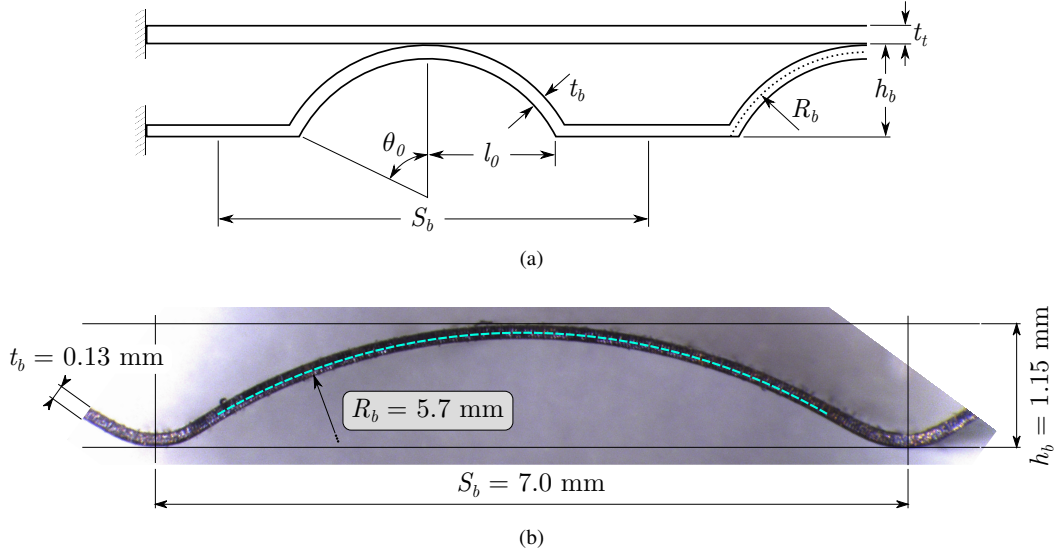 t_t
t_b
h_b
R_b
θ_0
l_0
S_b
(a)
t_b = 0.13 mm
R_b = 5.7 mm
h_b = 1.15 mm
S_b = 7.0 mm
(b)